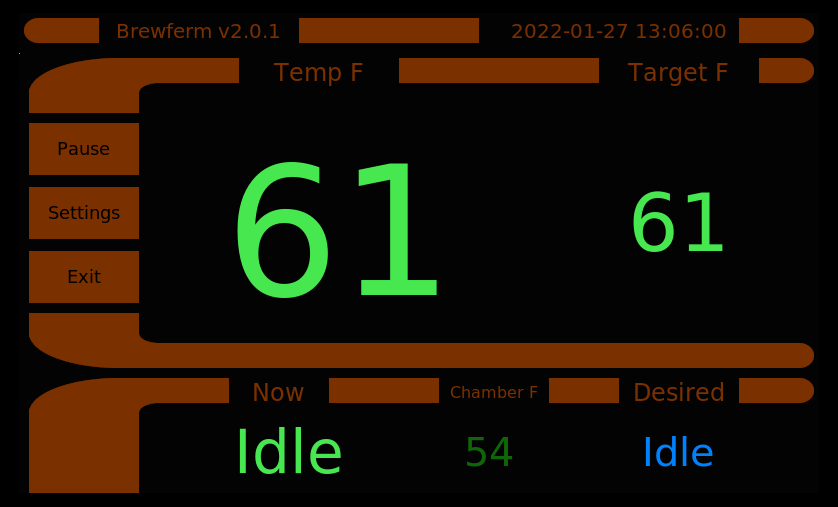 Brewferm v2.0.1 2022-01-27 13:06:00
Temp F Target F
Pause
Settings
Exit
61 61
Now Chamber F Desired
Idle 54 Idle